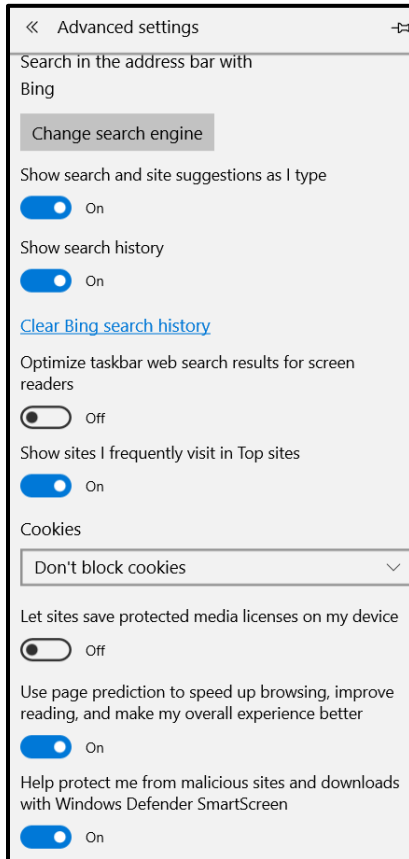 Advanced settings
Search in the address bar with
Bing
Change search engine
Show search and site suggestions as I type
On
Show search history
On
Clear Bing search history
Optimize taskbar web search results for screen
readers
Off
Show sites I frequently visit in Top sites
On
Cookies
Don't block cookies
Let sites save protected media licenses on my device
Off
Use page prediction to speed up browsing, improve
reading, and make my overall experience better
On
Help protect me from malicious sites and downloads
with Windows Defender SmartScreen
On